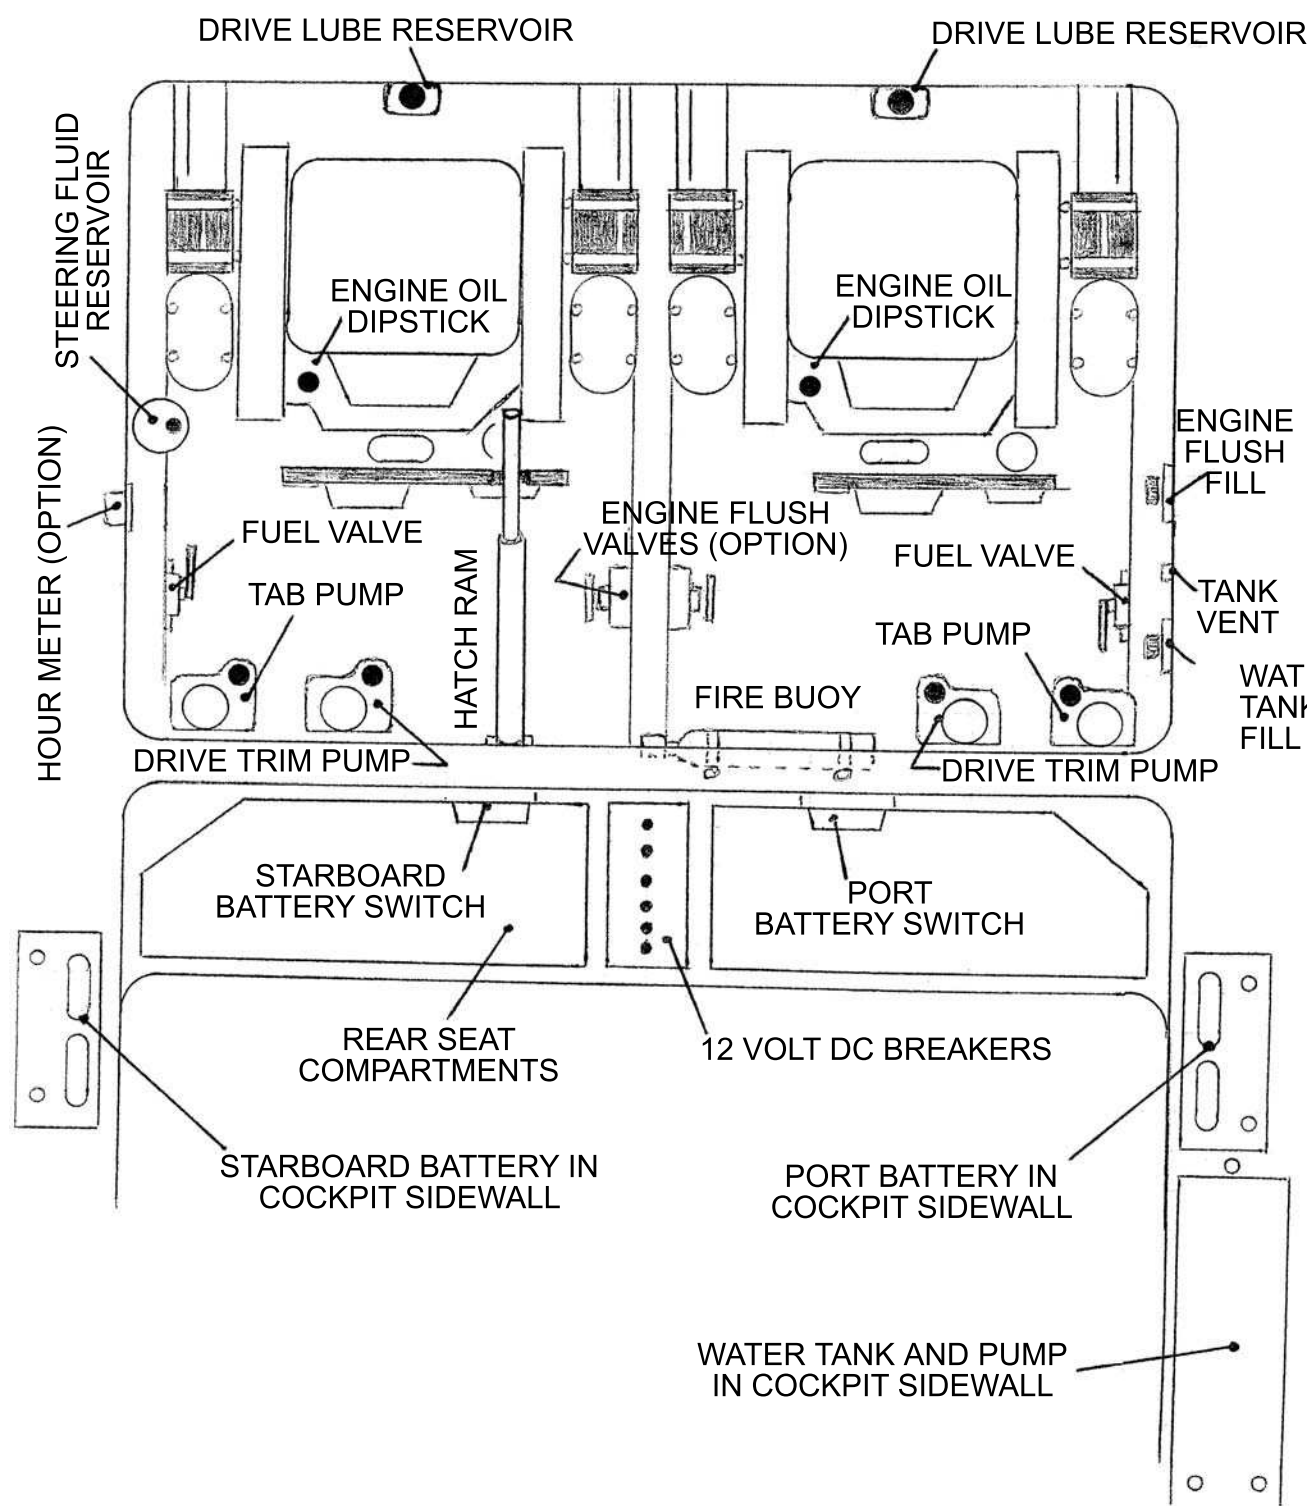 DRIVE LUBE RESERVOIR
DRIVE LUBE RESERVOIR
STEERING FLUID
RESERVOIR
ENGINE OIL
DIPSTICK
ENGINE OIL
DIPSTICK
HOUR METER (OPTION)
ENGINE
FLUSH
FILL
FUEL VALVE
ENGINE FLUSH
VALVES (OPTION)
FUEL VALVE
TAB PUMP
HATCH RAM
TANK
VENT
TAB PUMP
FIRE BUOY
WAT
TANK
FILL
DRIVE TRIM PUMP
DRIVE TRIM PUMP
STARBOARD
BATTERY SWITCH
PORT
BATTERY SWITCH
REAR SEAT
COMPARTMENTS
12 VOLT DC BREAKERS
STARBOARD BATTERY IN
COCKPIT SIDEWALL
PORT BATTERY IN
COCKPIT SIDEWALL
WATER TANK AND PUMP
IN COCKPIT SIDEWALL